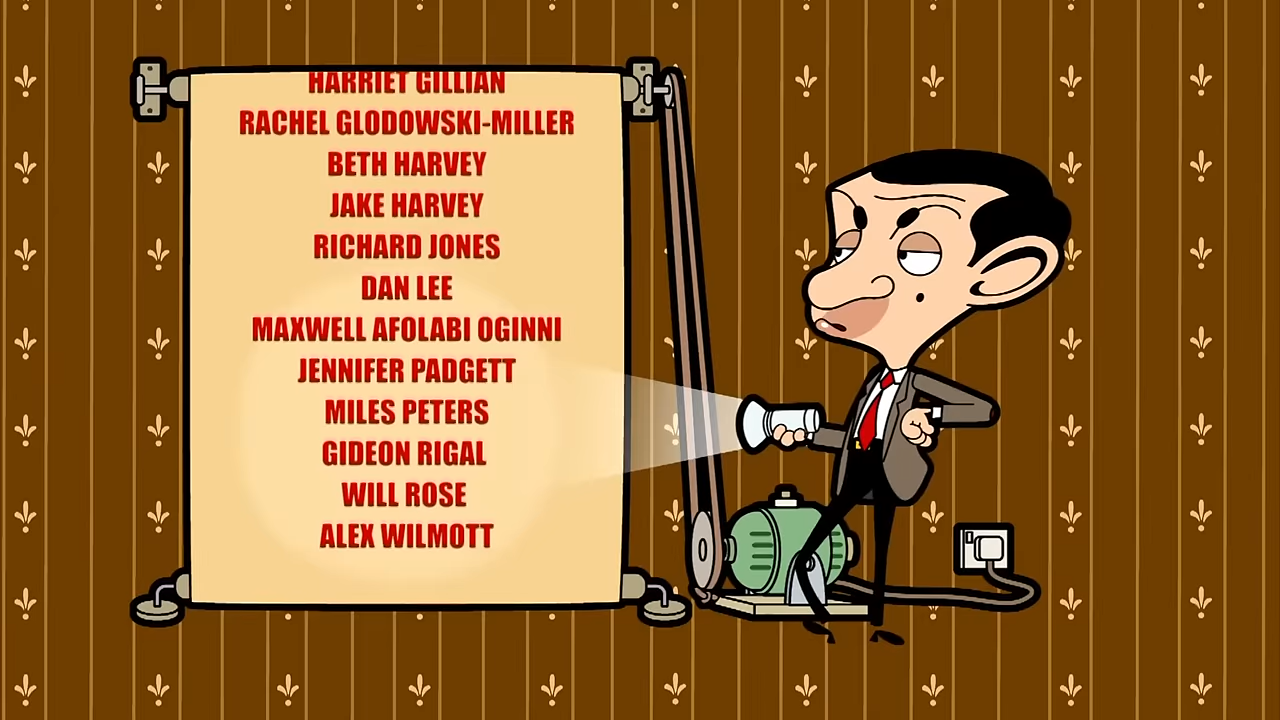 HARRIET GILLIAN
RACHEL GLODOWSKI-MILLER
BETH HARVEY
JAKE HARVEY
RICHARD JONES
DAN LEE
MAXWELL AFOLABI OGINNI
JENNIFER PADGETT
MILES PETERS
GIDEON RIGAL
WILL ROSE
ALEX WILMOTT